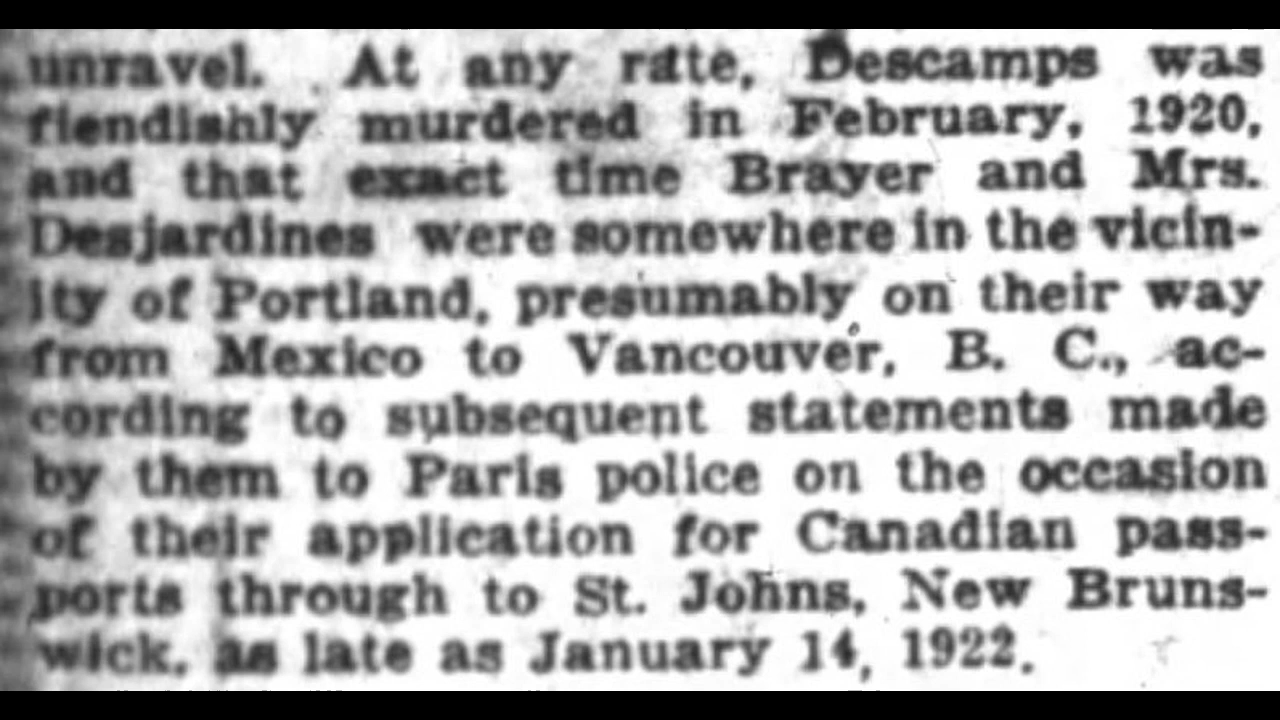 unravel. At any rate, Descamps was
fiendishly murdered in February, 1920,
and that exact time Brayer and Mrs.
Desjardines were somewhere in the vicin-
ity of Portland, presumably on their way
from Mexico to Vancouver, B. C., ac-
cording to subsequent statements made
by them to Paris police on the occasion
of their application for Canadian pass-
ports through to St. Johns, New Bruns-
wick, as late as January 14, 1922.